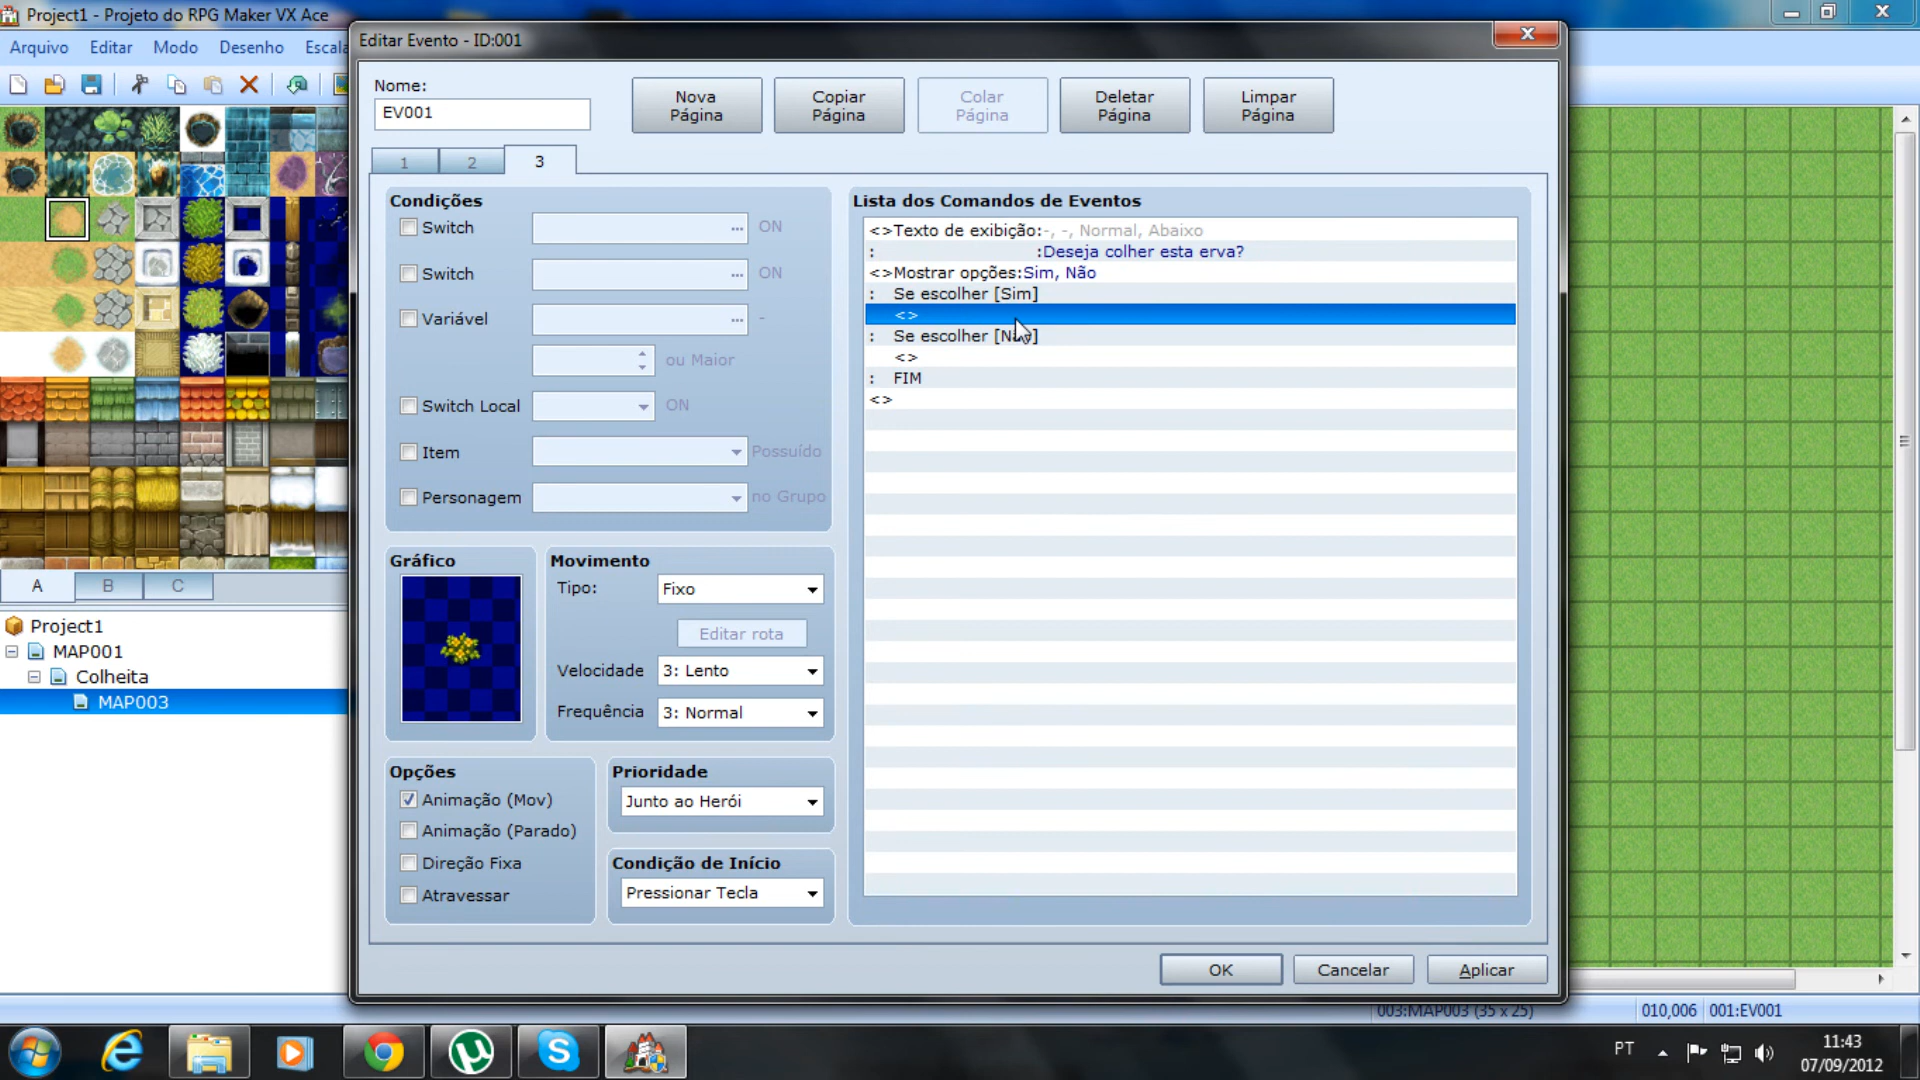 Project1 - Projeto do RPG Maker VX Ace
Arquivo Editar Modo Desenho Escala
Editar Evento - ID:001
Nome:
EV001
Nova Página
Copiar Página
Colar Página
Deletar Página
Limpar Página
1 2 3
Condições
Switch ... ON
Switch ... ON
Variável ... -
ou Maior
Switch Local ON
Item Possuído
Personagem no Grupo
Gráfico
Movimento
Tipo: Fixo
Editar rota
Velocidade 3: Lento
Frequência 3: Normal
Opções
Animação (Mov)
Animação (Parado)
Direção Fixa
Atravessar
Prioridade
Junto ao Herói
Condição de Início
Pressionar Tecla
Lista dos Comandos de Eventos
<>Texto de exibição:-, -, Normal, Abaixo
: :Deseja colher esta erva?
<>Mostrar opções:Sim, Não
: Se escolher [Sim]
<>
: Se escolher [Não]
<>
: FIM
<>
OK Cancelar Aplicar
A B C
Project1
MAP001
Colheita
MAP003
003:MAP003 (35 x 25) 010,006 001:EV001
PT
11:43
07/09/2012